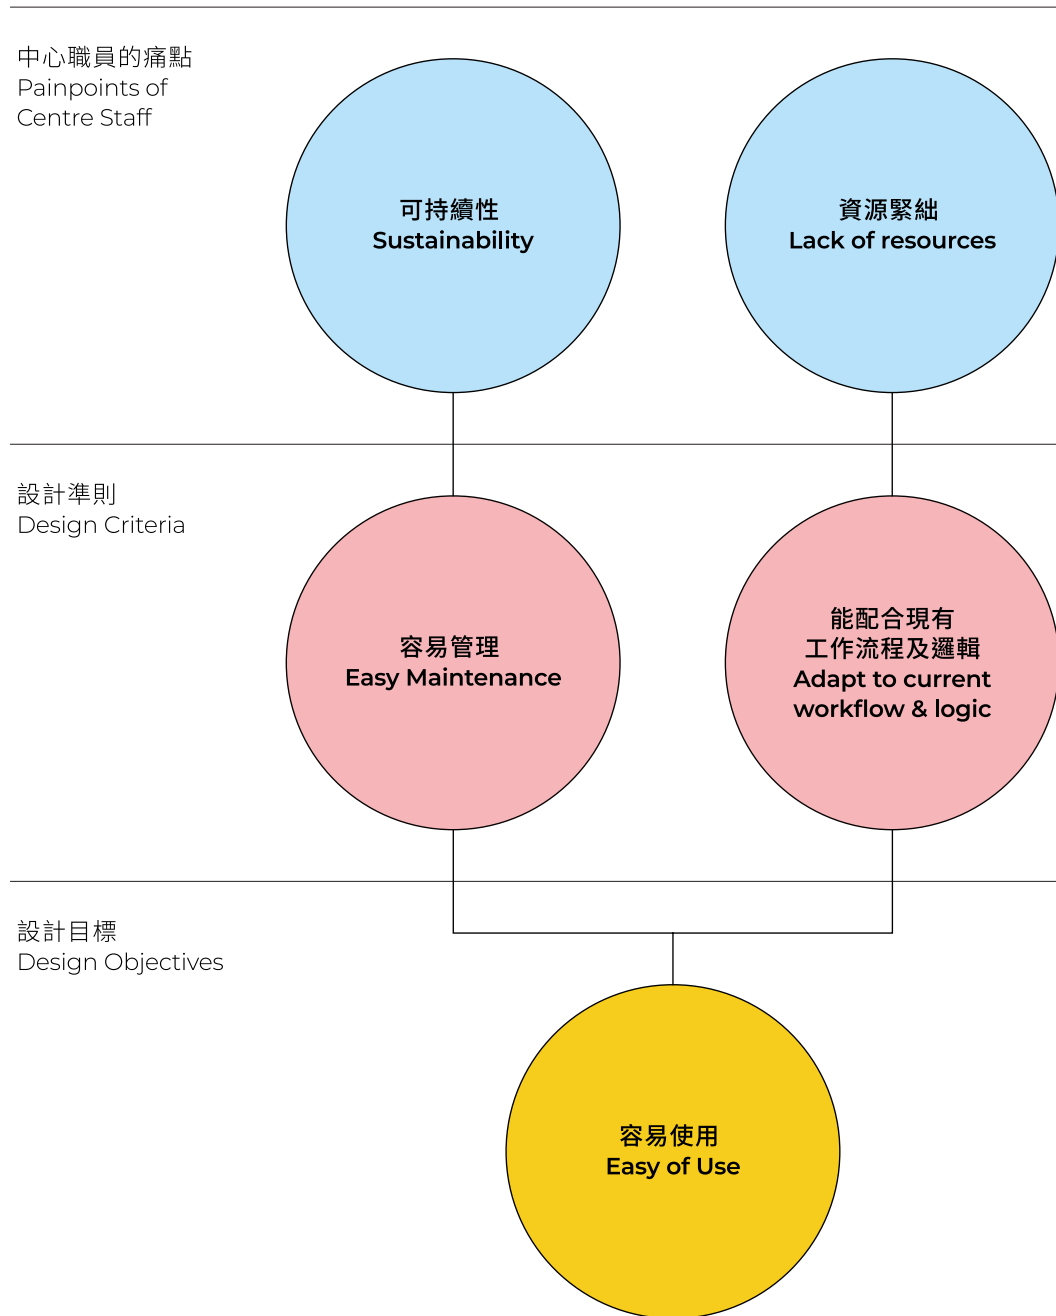 中心職員的痛點
Painpoints of
Centre Staff
可持續性
Sustainability
資源緊絀
Lack of resources
設計準則
Design Criteria
容易管理
Easy Maintenance
能配合現有
工作流程及邏輯
Adapt to current
workflow & logic
設計目標
Design Objectives
容易使用
Easy of Use